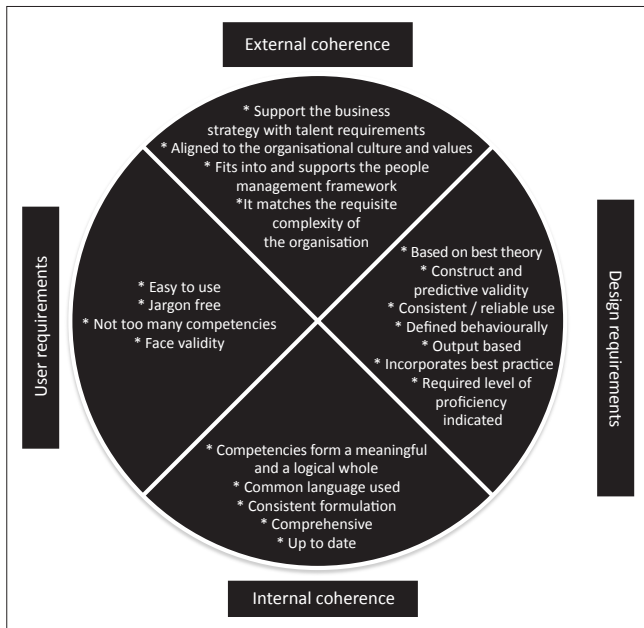 External coherence
* Support the business
strategy with talent requirements
* Aligned to the organisational culture and values
* Fits into and supports the people
management framework
*It matches the requisite
complexity of
the organisation
User requirements
* Easy to use
* Jargon free
* Not too many competencies
* Face validity
* Based on best theory
* Construct and
predictive validity
* Consistent / reliable use
* Defined behaviourally
* Output based
* Incorporates best practice
* Required level of
proficiency
indicated
Design requirements
* Competencies form a meaningful
and a logical whole
* Common language used
* Consistent formulation
* Comprehensive
* Up to date
Internal coherence